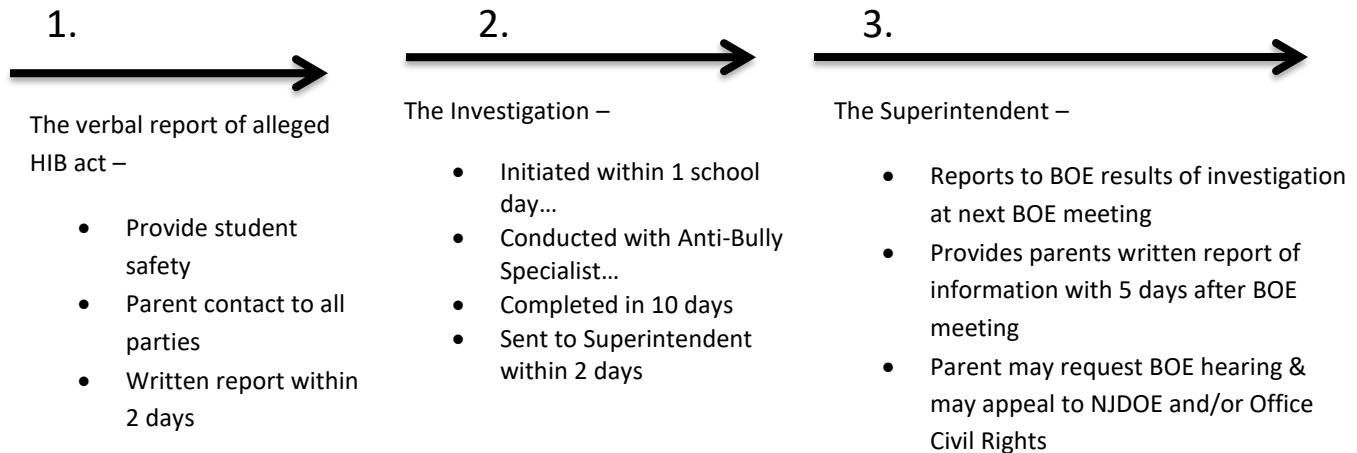 1.
The verbal report of alleged
HIB act –
• Provide student
safety
• Parent contact to all
parties
• Written report within
2 days
2.
The Investigation –
• Initiated within 1 school
day…
• Conducted with Anti-Bully
Specialist…
• Completed in 10 days
• Sent to Superintendent
within 2 days
3.
The Superintendent –
• Reports to BOE results of investigation
at next BOE meeting
• Provides parents written report of
information with 5 days after BOE
meeting
• Parent may request BOE hearing &
may appeal to NJDOE and/or Office
Civil Rights